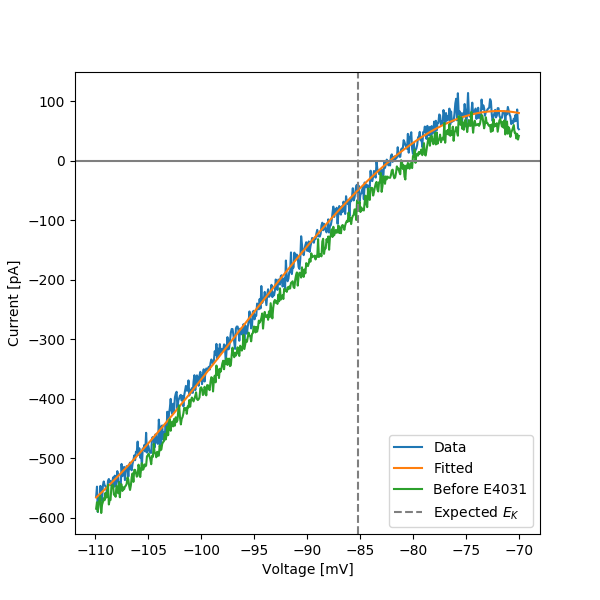 100
0
−100
−200
−300
−400
−500
−600
Current [pA]
−110
−105
−100
−95
−90
−85
−80
−75
−70
Voltage [mV]
Data
Fitted
Before E4031
Expected E_K